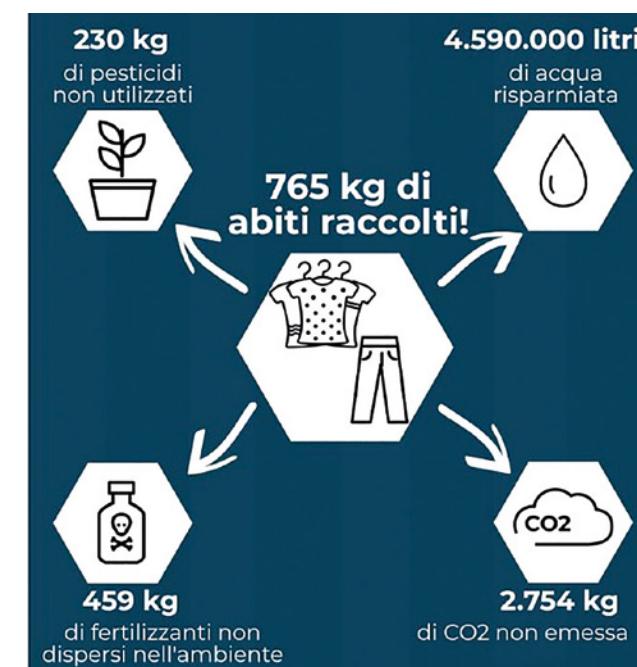 230 kg
di pesticidi
non utilizzati
4.590.000 litri
di acqua
risparmiata
765 kg di
abiti raccolti!
CO2
459 kg
di fertilizzanti non
dispersi nell'ambiente
2.754 kg
di CO2 non emessa